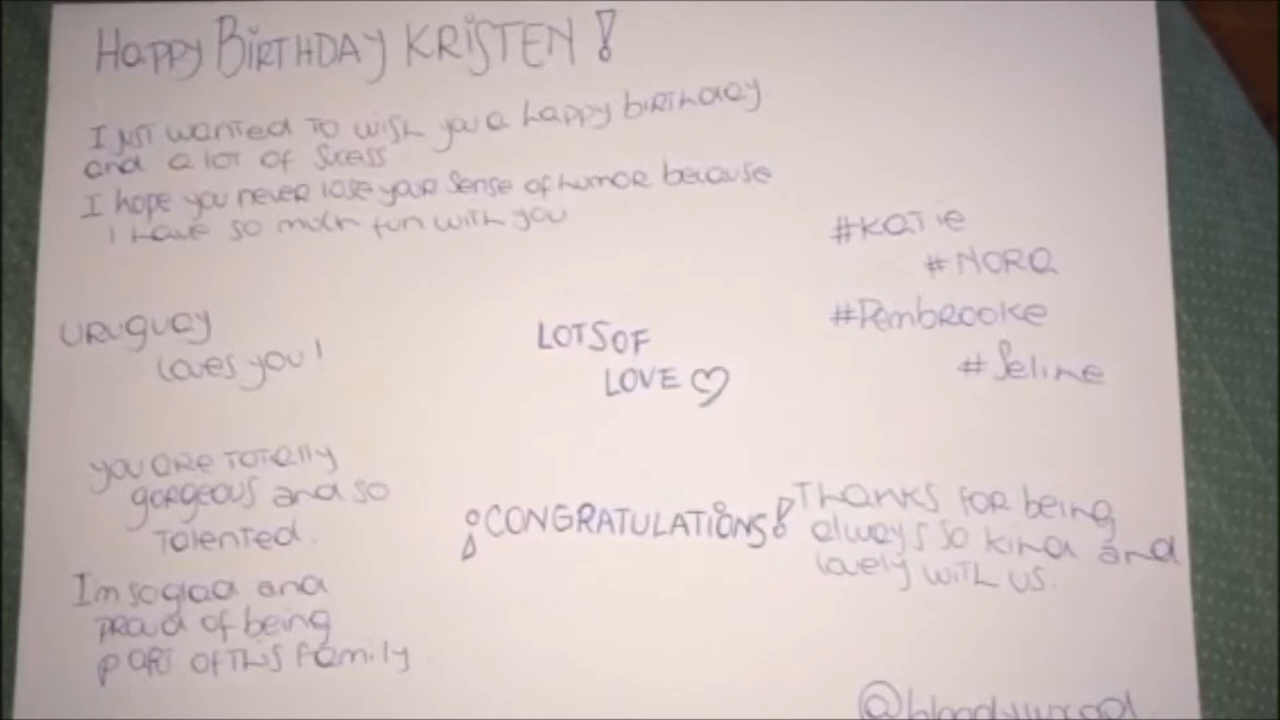 HAPPY BIRTHDAY KRISTEN !
I just wanted to wish you a happy birthday
and a lot of sucess
I hope you never lose your sense of humor because
I have so much fun with you
#Katie
#Nora
#Pembrooke
#Seline
URUGUAY
loves you!
LOTS OF
LOVE ♡
you are totally
gorgeous and so
talented.
Im so glad and
proud of being
part of this family
¡CONGRATULATIONS!
Thanks for being
always so kind and
lovely with us.